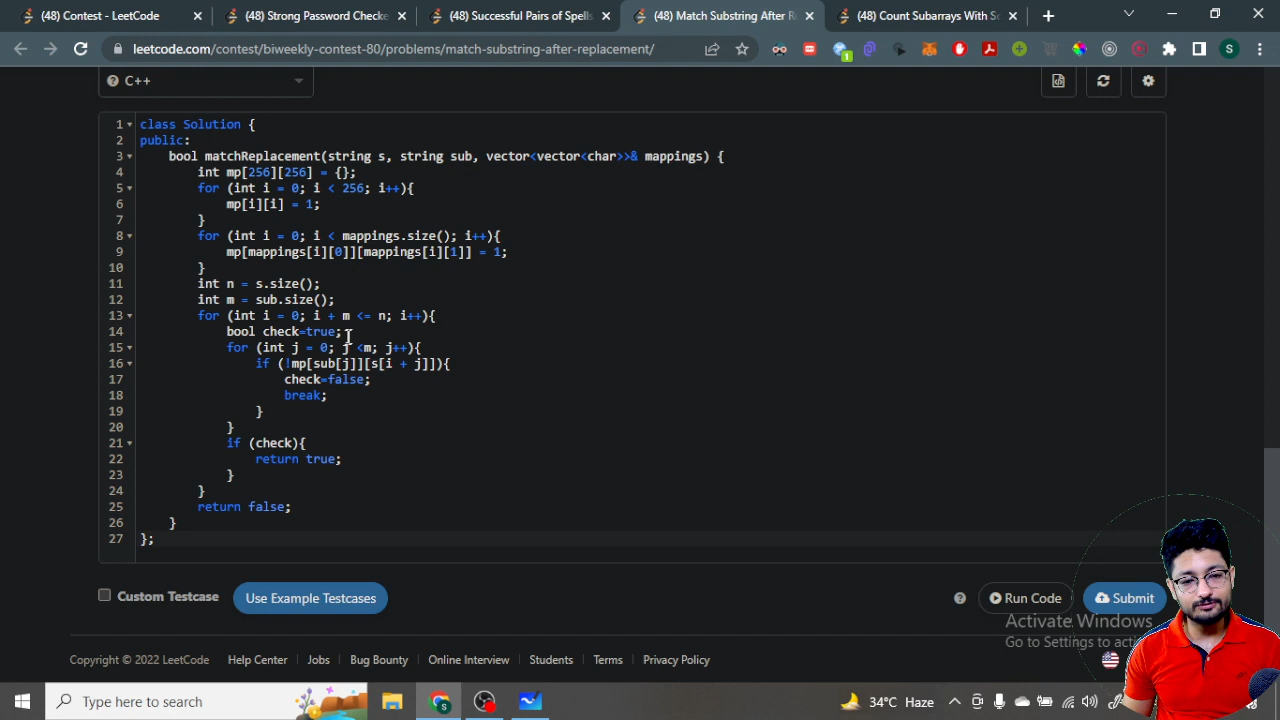 (48) Contest - LeetCode
(48) Strong Password Checke
(48) Successful Pairs of Spells
(48) Match Substring After R
(48) Count Subarrays With Sc
leetcode.com/contest/biweekly-contest-80/problems/match-substring-after-replacement/
1
S
C++
1 class Solution {
2 public:
3 bool matchReplacement(string s, string sub, vector<vector<char>>& mappings) {
4 int mp[256][256] = {};
5 for (int i = 0; i < 256; i++){
6 mp[i][i] = 1;
7 }
8 for (int i = 0; i < mappings.size(); i++){
9 mp[mappings[i][0]][mappings[i][1]] = 1;
10 }
11 int n = s.size();
12 int m = sub.size();
13 for (int i = 0; i + m <= n; i++){
14 bool check=true;
15 for (int j = 0; j <m; j++){
16 if (!mp[sub[j]][s[i + j]]){
17 check=false;
18 break;
19 }
20 }
21 if (check){
22 return true;
23 }
24 }
25 return false;
26 }
27 };
Custom Testcase
Use Example Testcases
Run Code
Submit
Activate Windows
Go to Settings to acti
Copyright © 2022 LeetCode
Help Center
Jobs
Bug Bounty
Online Interview
Students
Terms
Privacy Policy
Type here to search
34°C Haze